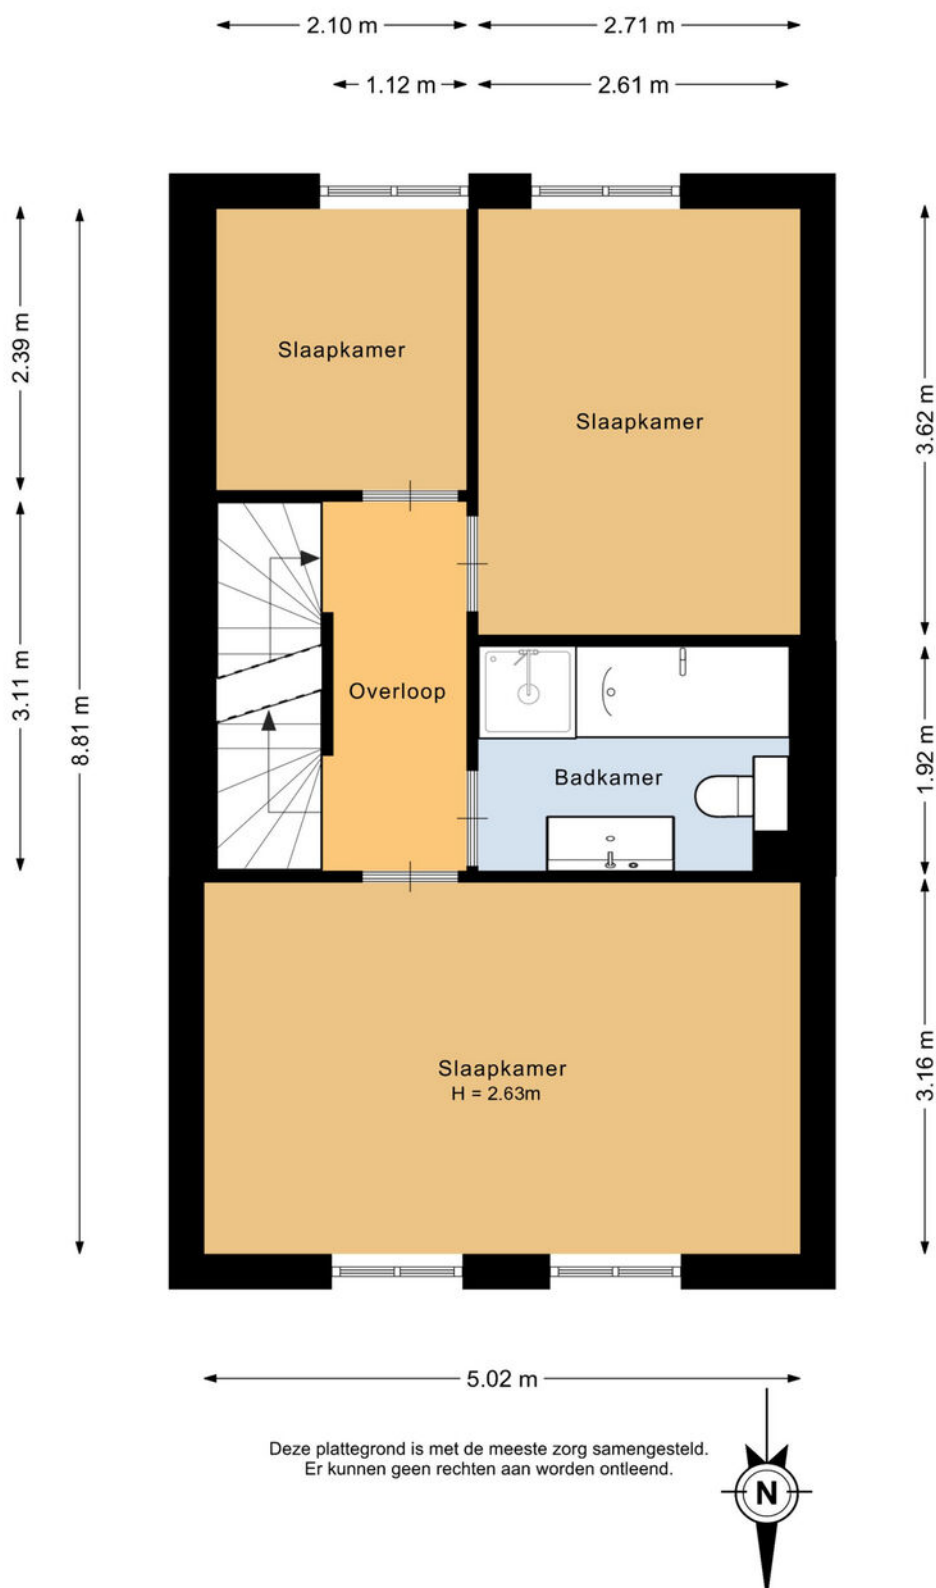 2.10 m
2.71 m
1.12 m
2.61 m
2.39 m
3.11 m
8.81 m
3.62 m
1.92 m
3.16 m
Slaapkamer
Slaapkamer
Overloop
Badkamer
Slaapkamer
H = 2.63m
5.02 m
Deze plattegrond is met de meeste zorg samengesteld.
Er kunnen geen rechten aan worden ontleend.
N